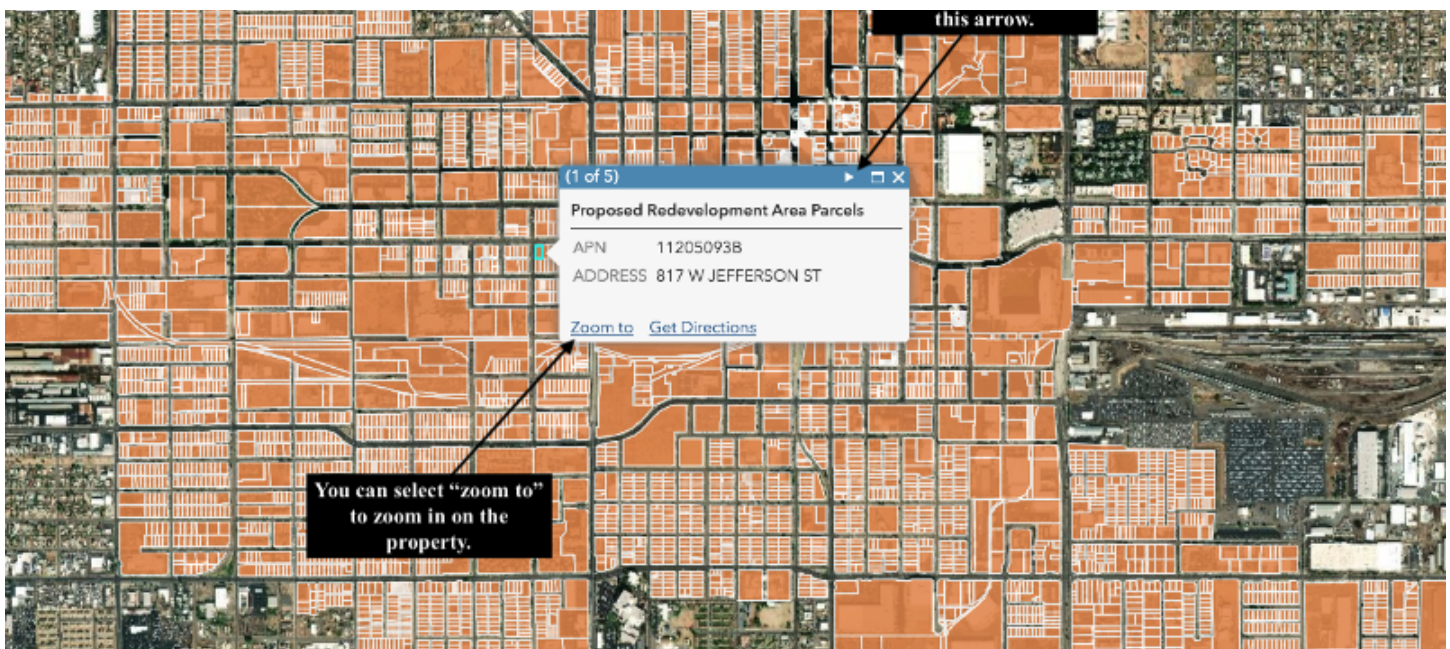 this arrow.
(1 of 5)
Proposed Redevelopment Area Parcels
APN 11205093B
ADDRESS 817 W JEFFERSON ST
Zoom to Get Directions
You can select “zoom to”
to zoom in on the
property.